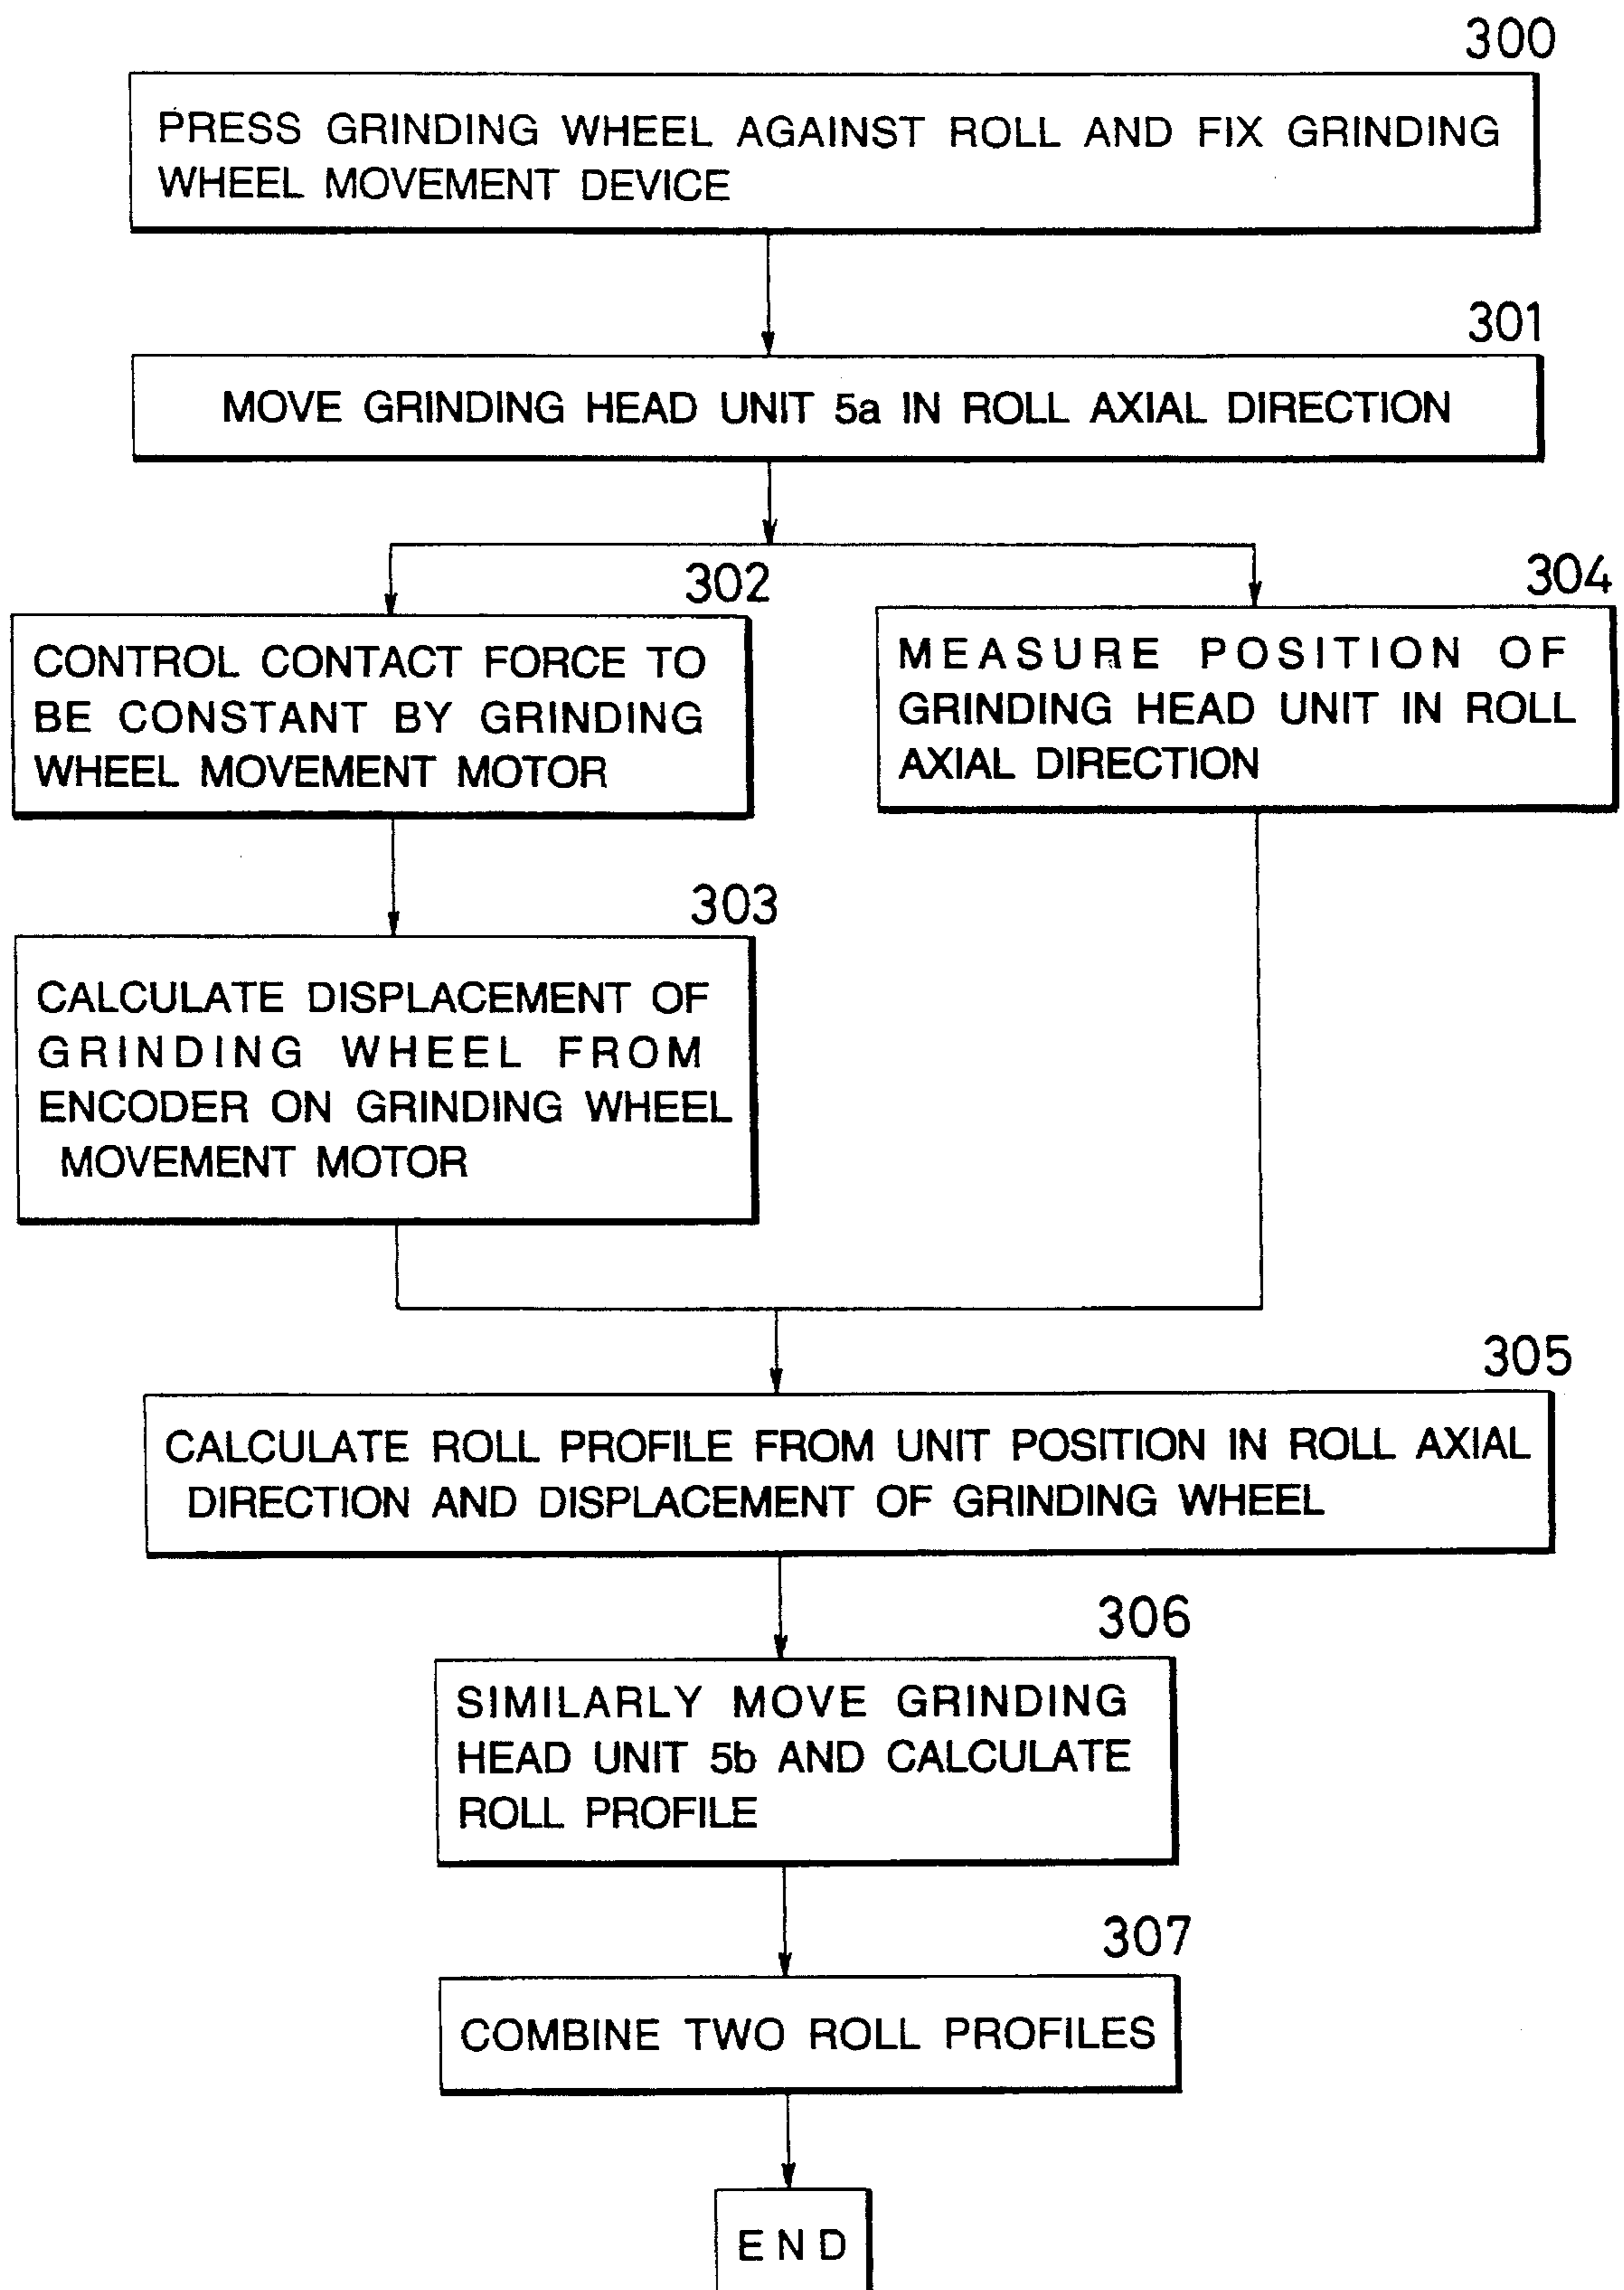 300
PRESS GRINDING WHEEL AGAINST ROLL AND FIX GRINDING
WHEEL MOVEMENT DEVICE
301
MOVE GRINDING HEAD UNIT 5a IN ROLL AXIAL DIRECTION
302
CONTROL CONTACT FORCE TO
BE CONSTANT BY GRINDING
WHEEL MOVEMENT MOTOR
304
MEASURE POSITION OF
GRINDING HEAD UNIT IN ROLL
AXIAL DIRECTION
303
CALCULATE DISPLACEMENT OF
GRINDING WHEEL FROM
ENCODER ON GRINDING WHEEL
MOVEMENT MOTOR
305
CALCULATE ROLL PROFILE FROM UNIT POSITION IN ROLL AXIAL
DIRECTION AND DISPLACEMENT OF GRINDING WHEEL
306
SIMILARLY MOVE GRINDING
HEAD UNIT 5b AND CALCULATE
ROLL PROFILE
307
COMBINE TWO ROLL PROFILES
END